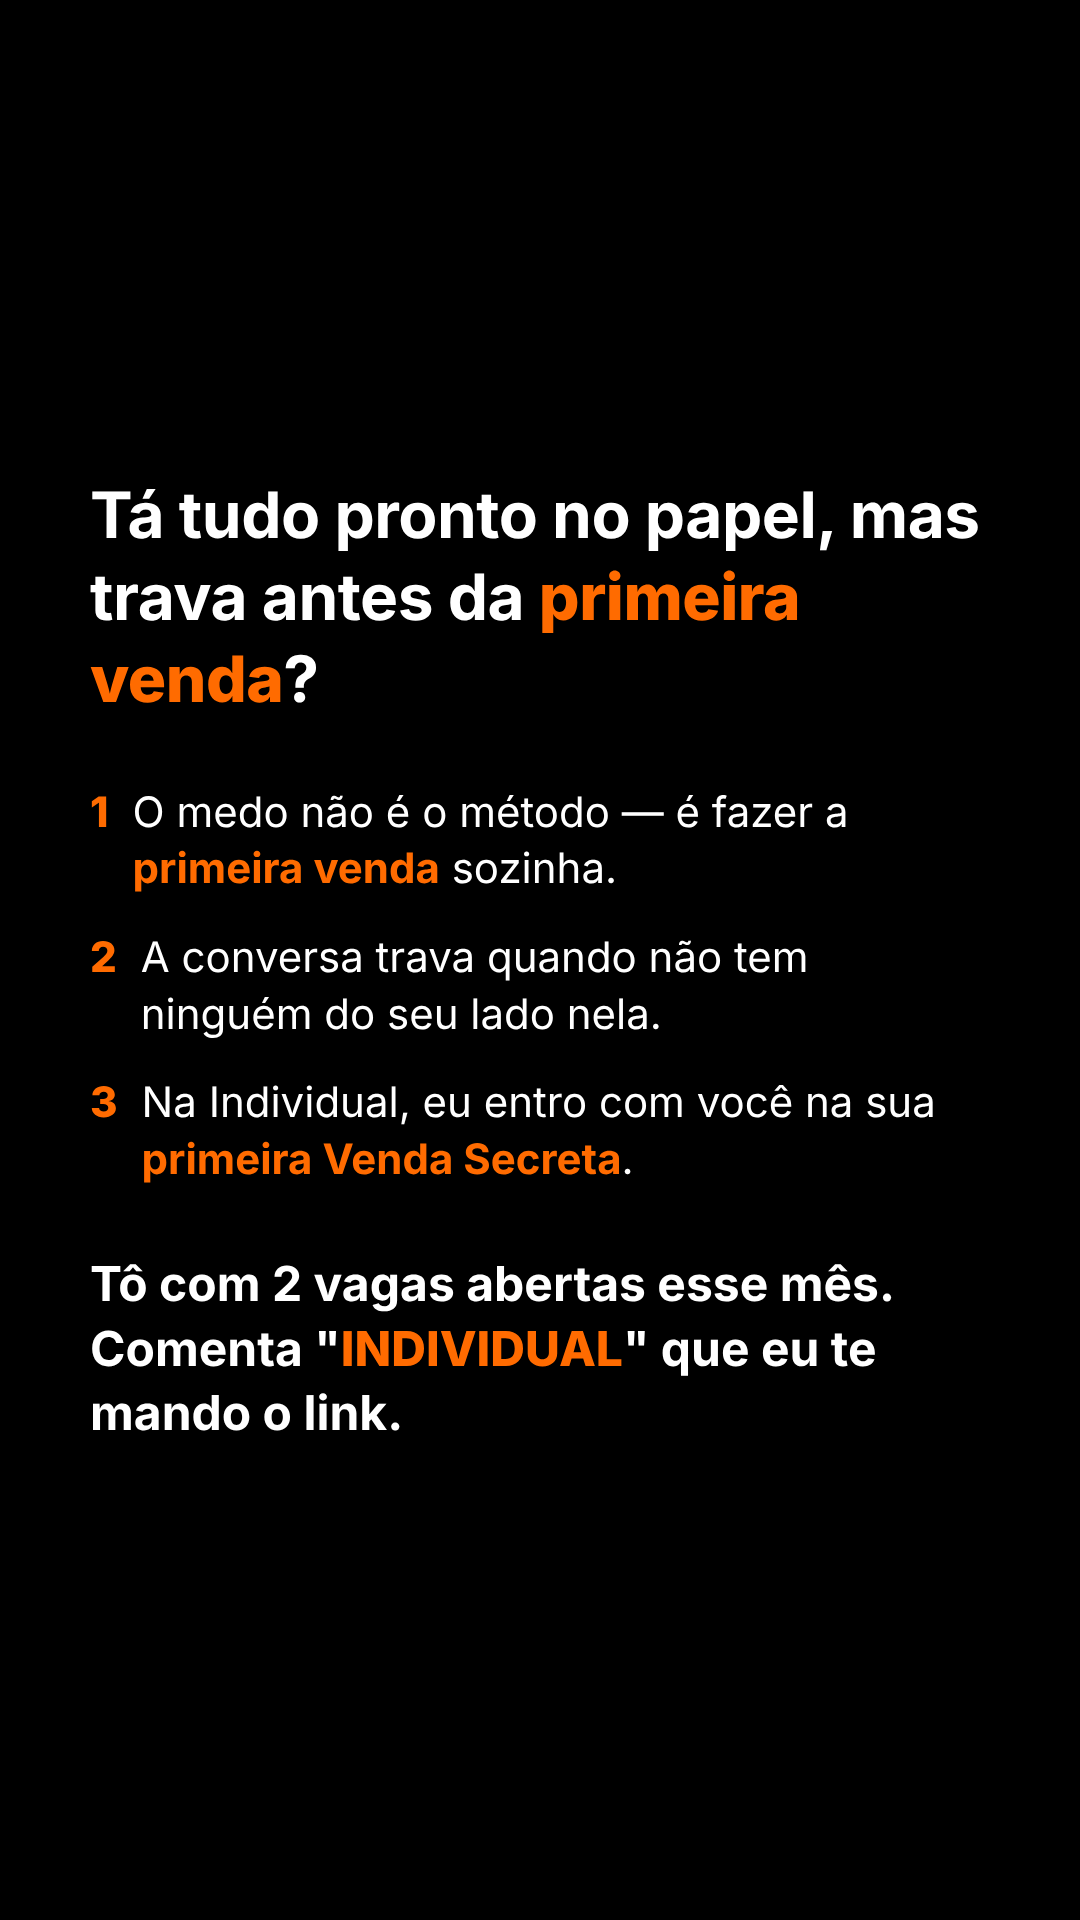 Tá tudo pronto no papel, mas
trava antes da primeira
venda?
1 O medo não é o método — é fazer a
primeira venda sozinha.
2 A conversa trava quando não tem
ninguém do seu lado nela.
3 Na Individual, eu entro com você na sua
primeira Venda Secreta.
Tô com 2 vagas abertas esse mês.
Comenta "INDIVIDUAL" que eu te
mando o link.